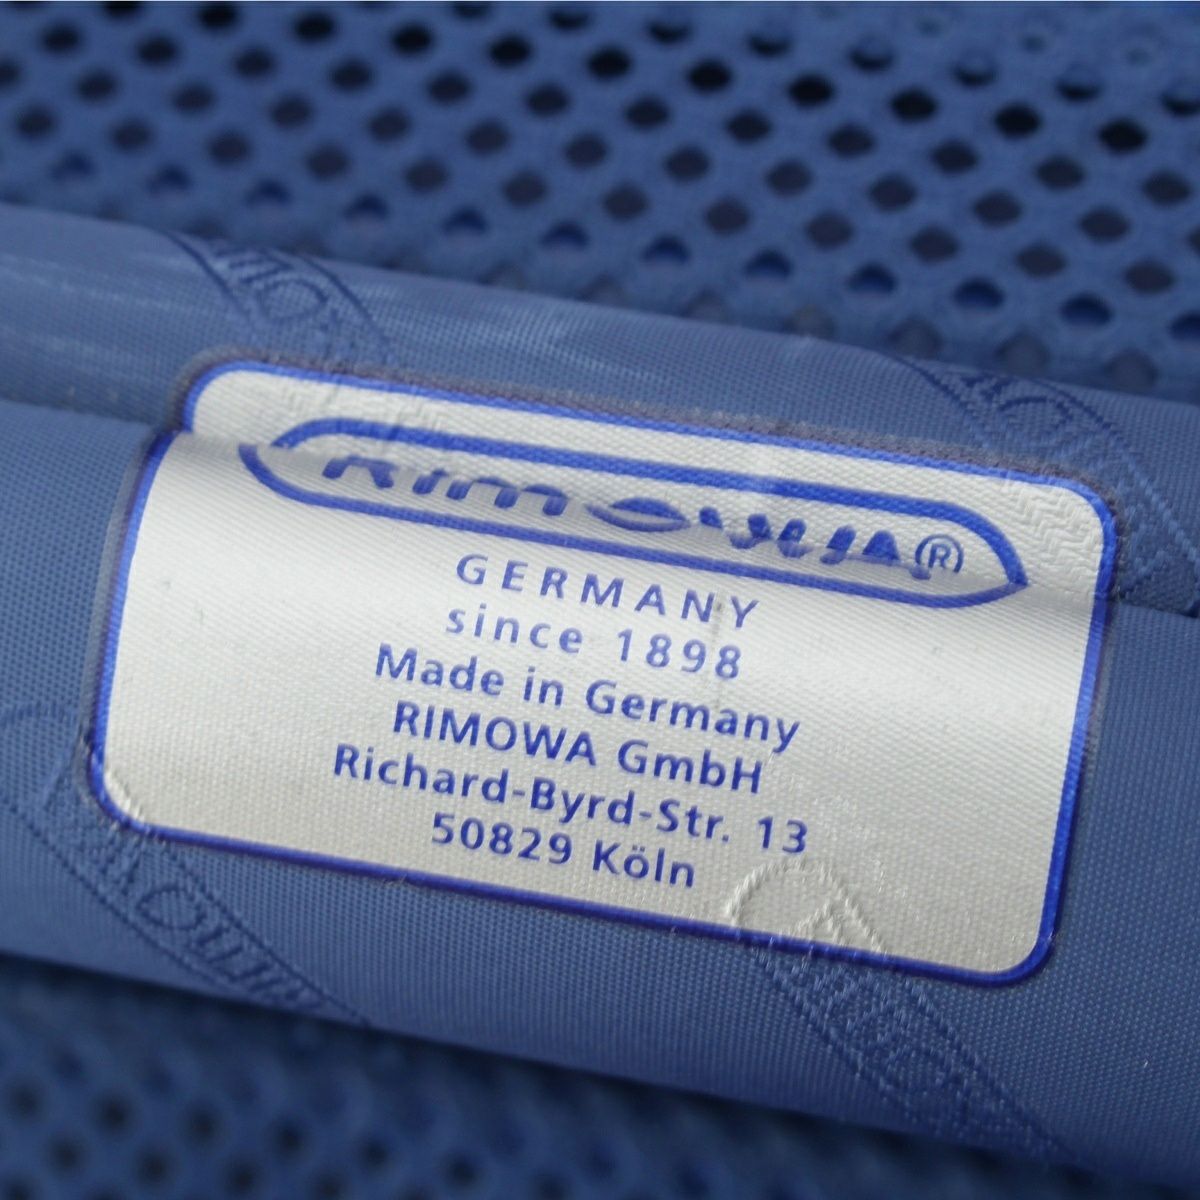 RIMOWA®
GERMANY
since 1898
Made in Germany
RIMOWA GmbH
Richard-Byrd-Str. 13
50829 Köln